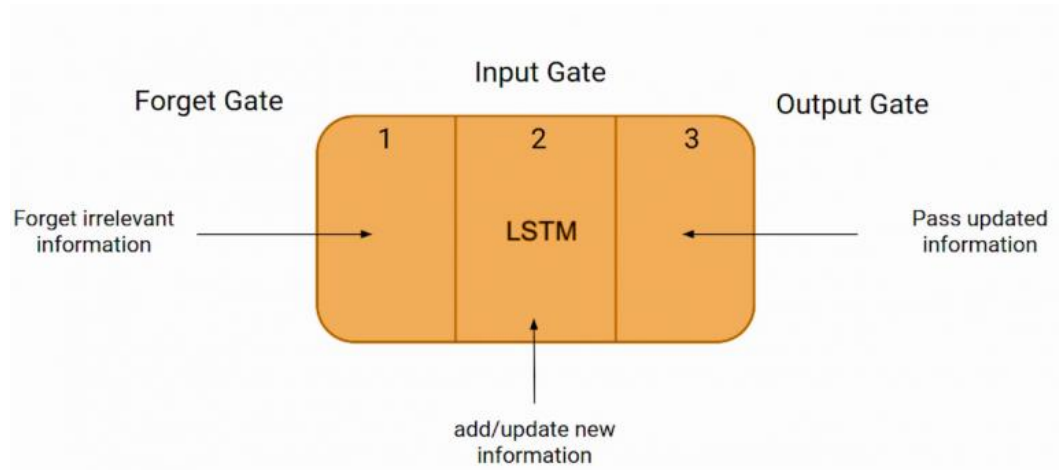 Input Gate
Forget Gate
Output Gate
1
2
3
Forget irrelevant
information
LSTM
Pass updated
information
add/update new
information